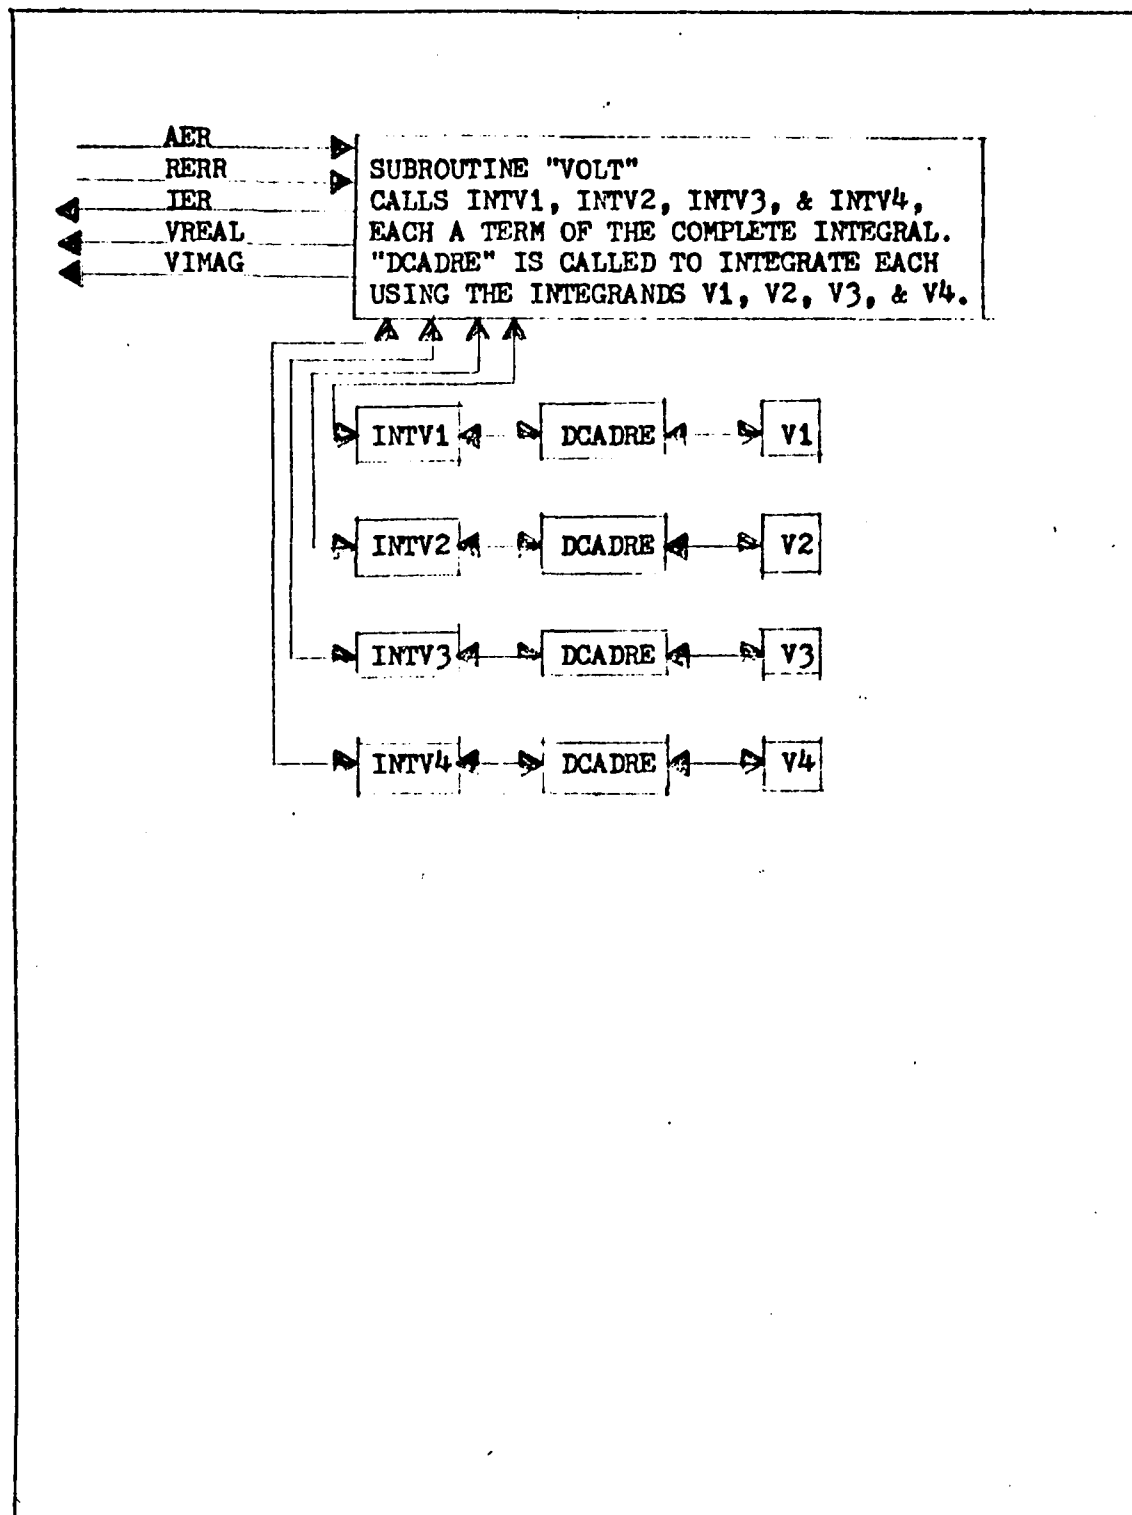 AER
RERR
IER
VREAL
VIMAG
SUBROUTINE "VOLT"
CALLS INTV1, INTV2, INTV3, & INTV4,
EACH A TERM OF THE COMPLETE INTEGRAL.
"DCADRE" IS CALLED TO INTEGRATE EACH
USING THE INTEGRANDS V1, V2, V3, & V4.
INTV1 DCADRE V1
INTV2 DCADRE V2
INTV3 DCADRE V3
INTV4 DCADRE V4